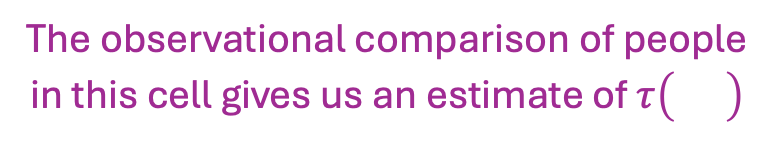 The observational comparison of people
in this cell gives us an estimate of τ(  )